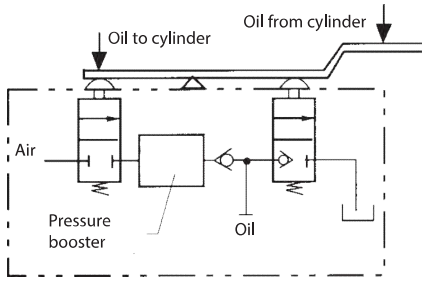 Oil from cylinder
Oil to cylinder
Air
Pressure
booster
Oil